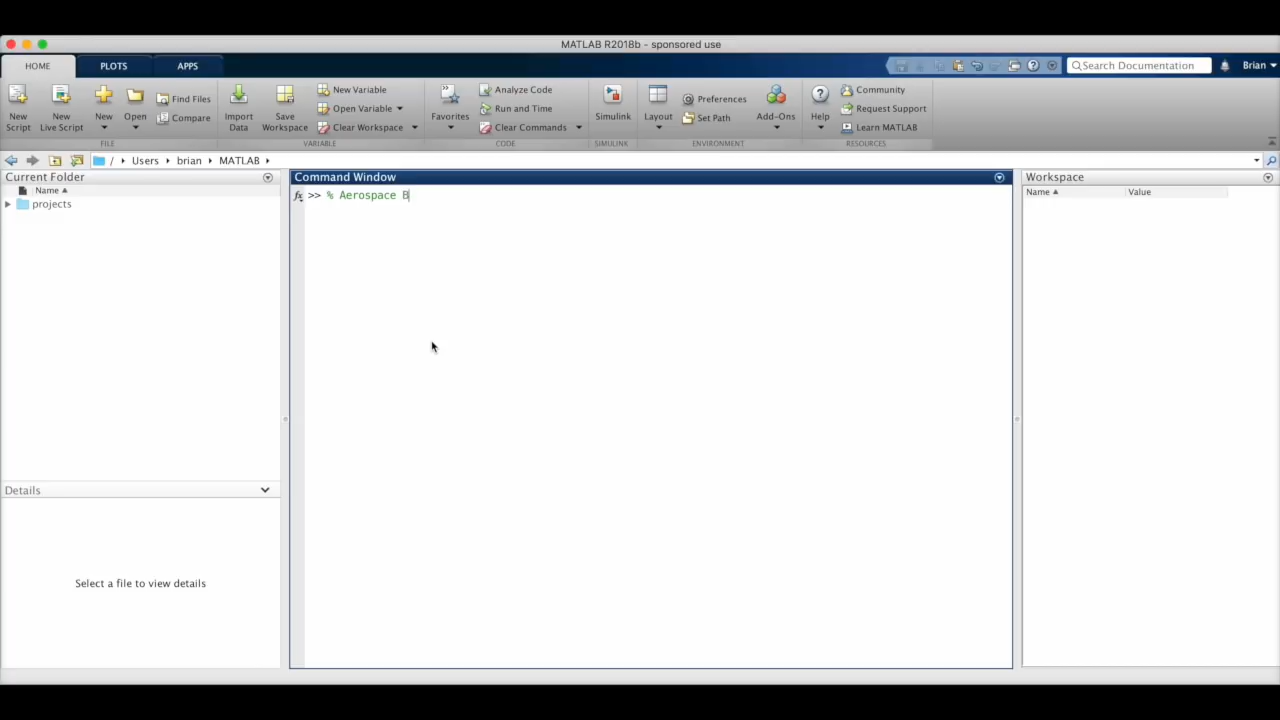 MATLAB R2018b - sponsored use
HOME PLOTS APPS Search Documentation Brian
New Script
New Live Script
New
Open
Find Files
Compare
FILE
Import Data
Save Workspace
New Variable
Open Variable
Clear Workspace
VARIABLE
Favorites
Analyze Code
Run and Time
Clear Commands
CODE
Simulink
SIMULINK
Layout
Preferences
Set Path
Add-Ons
ENVIRONMENT
Help
Community
Request Support
Learn MATLAB
RESOURCES
/ Users brian MATLAB
Current Folder
Name
projects
Details
Select a file to view details
Command Window
fx >> % Aerospace B
Workspace
Name Value